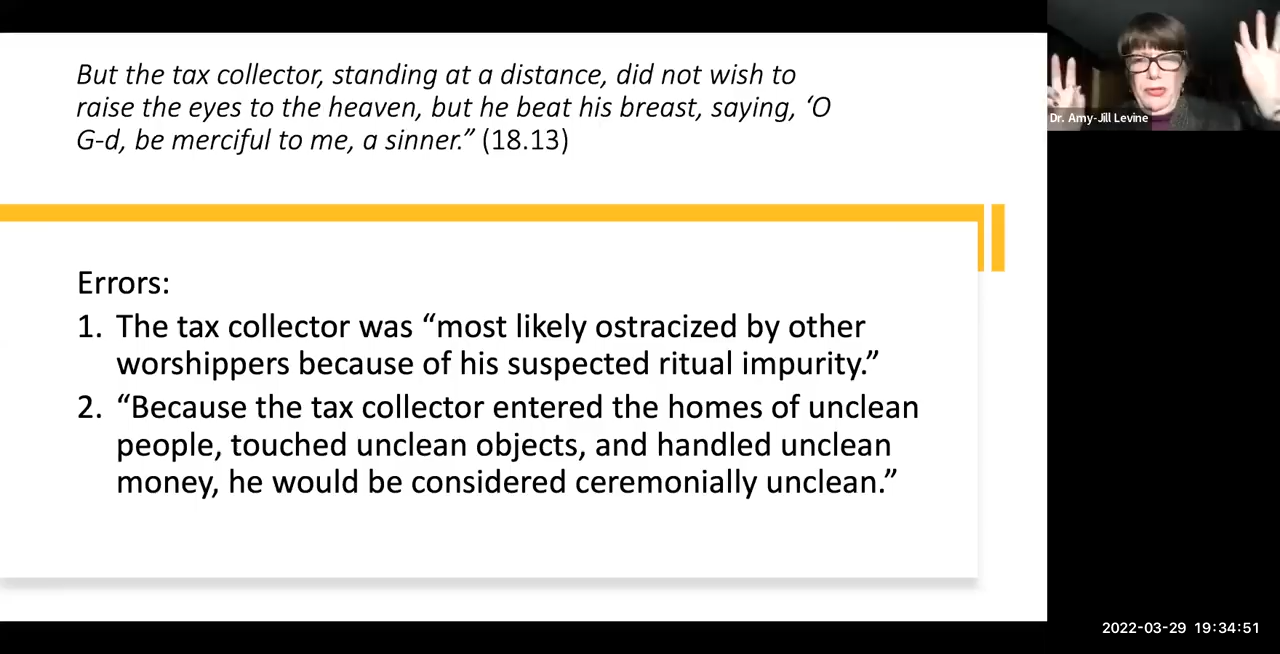 But the tax collector, standing at a distance, did not wish to
raise the eyes to the heaven, but he beat his breast, saying, ‘O
G-d, be merciful to me, a sinner.” (18.13)
Dr. Amy-Jill Levine
Errors:
1. The tax collector was “most likely ostracized by other
worshippers because of his suspected ritual impurity.”
2. “Because the tax collector entered the homes of unclean
people, touched unclean objects, and handled unclean
money, he would be considered ceremonially unclean.”
2022-03-29 19:34:51